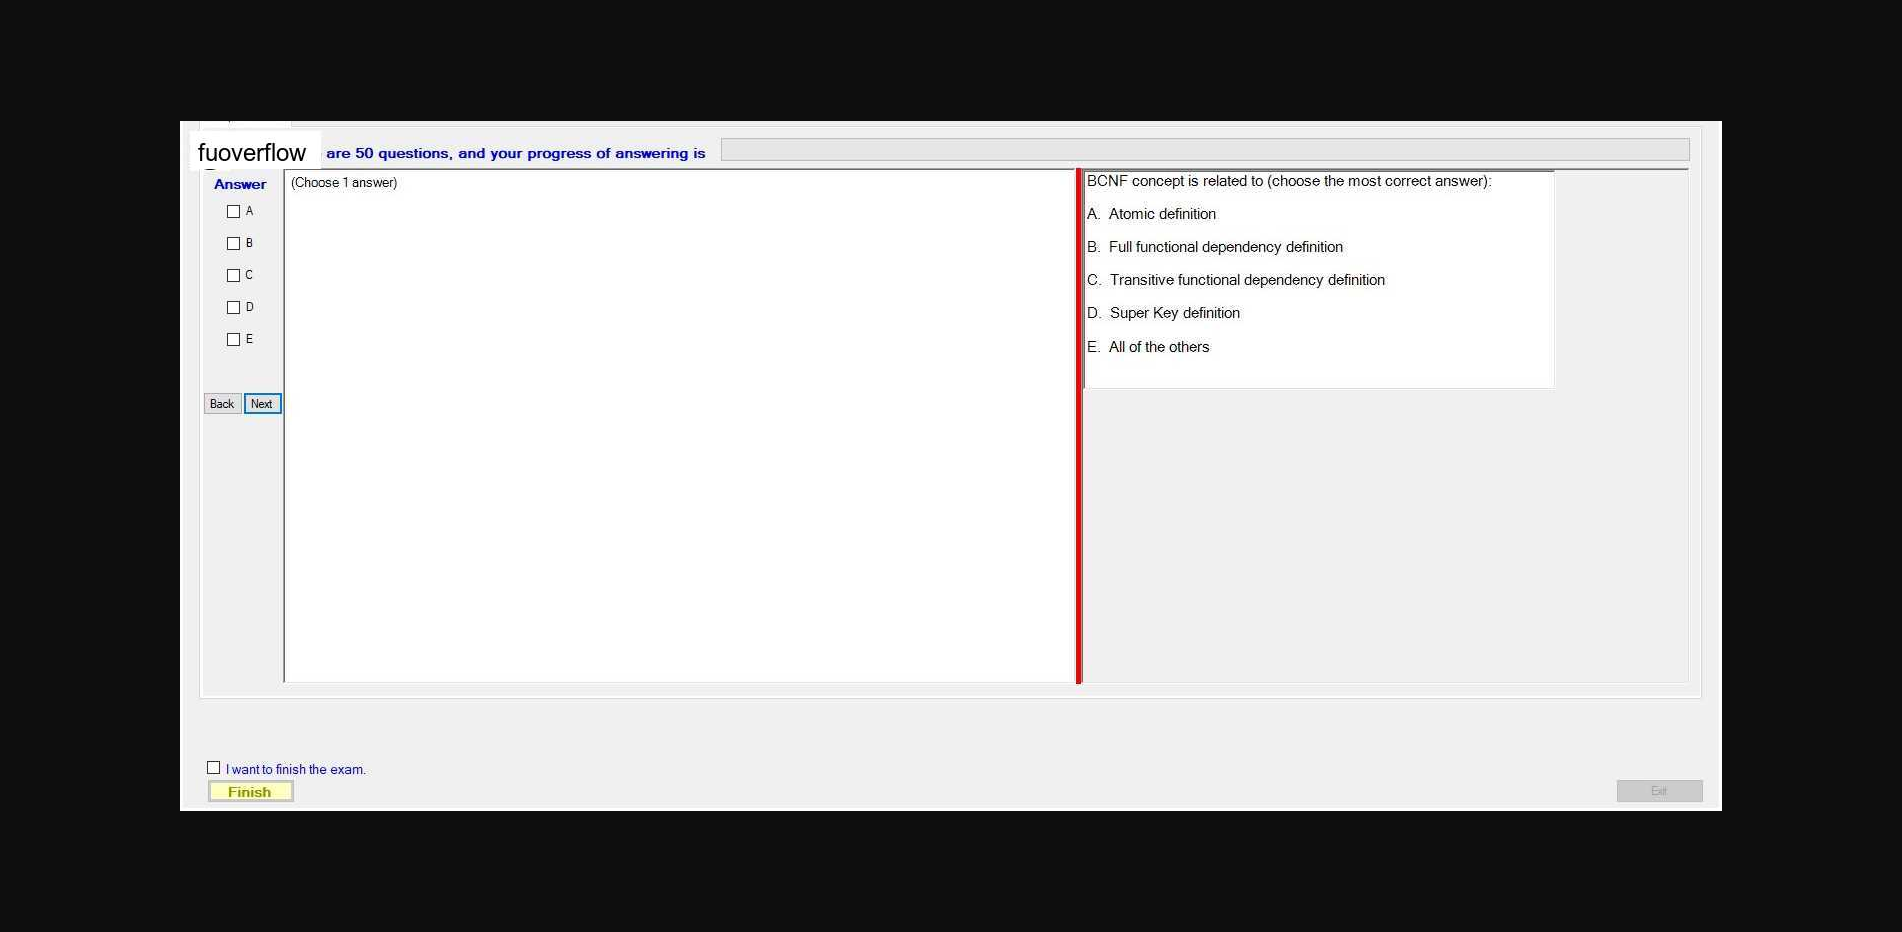 fuoverflow are 50 questions, and your progress of answering is
Answer
(Choose 1 answer)
A
B
C
D
E
Back Next
BCNF concept is related to (choose the most correct answer):
A. Atomic definition
B. Full functional dependency definition
C. Transitive functional dependency definition
D. Super Key definition
E. All of the others
I want to finish the exam.
Finish
Exit